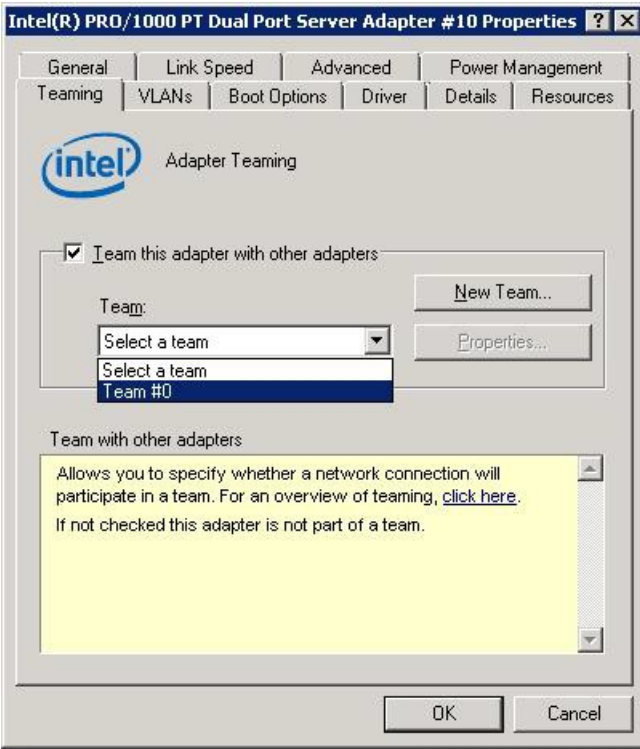 Intel(R) PRO/1000 PT Dual Port Server Adapter #10 Properties
General Link Speed Advanced Power Management
Teaming VLANs Boot Options Driver Details Resources
intel Adapter Teaming
Team this adapter with other adapters
New Team...
Team:
Select a team Properties...
Select a team
Team #0
Team with other adapters
Allows you to specify whether a network connection will
participate in a team. For an overview of teaming, click here.
If not checked this adapter is not part of a team.
OK Cancel